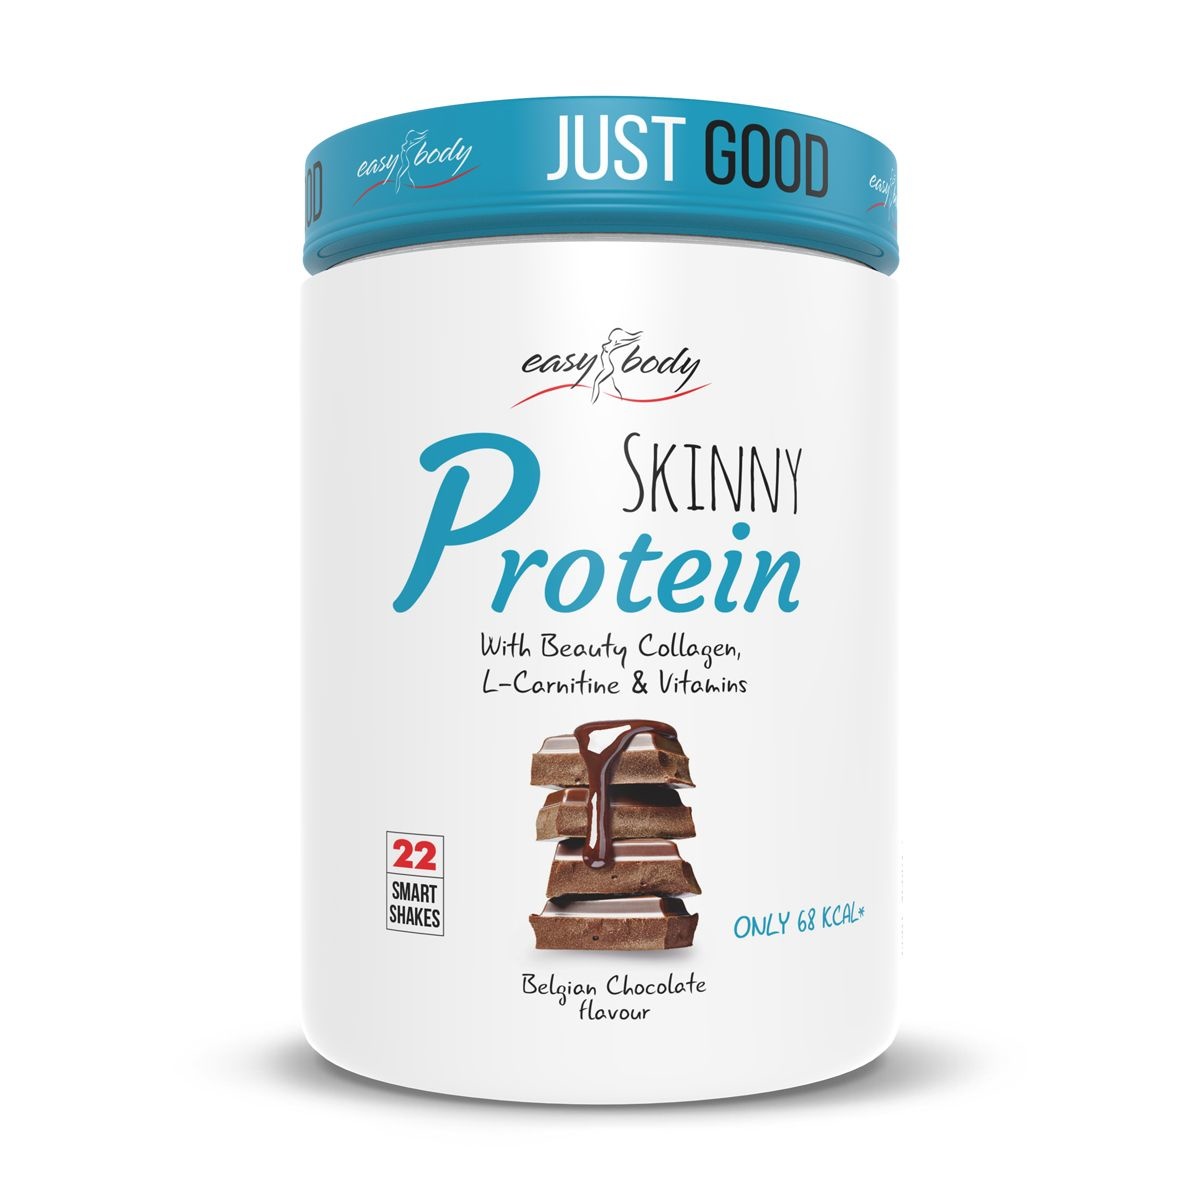 easy body
JUST GOOD
easy body
SKINNY
Protein
With Beauty Collagen,
L-Carnitine & Vitamins
22
SMART
SHAKES
ONLY 68 KCAL*
Belgian Chocolate
flavour